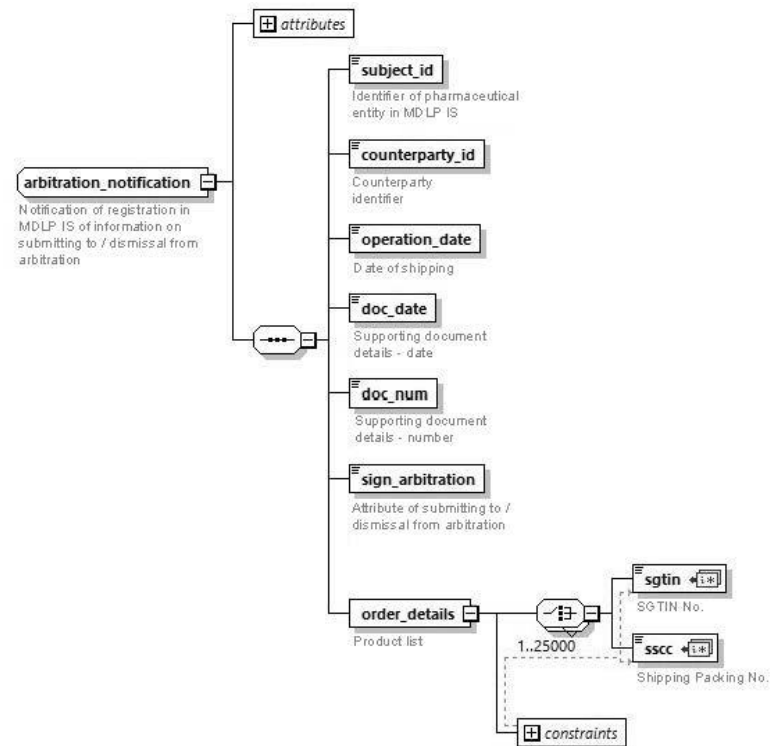 attributes
subject_id
Identifier of pharmaceutical
entity in MDLP IS
counterparty_id
Counterparty
identifier
arbitration_notification
Notification of registration in
MDLP IS of information on
submitting to / dismissal from
arbitration
operation_date
Date of shipping
doc_date
Supporting document
details - date
doc_num
Supporting document
details - number
sign_arbitration
Attribute of submitting to /
dismissal from arbitration
order_details
Product list
1..25000
sgtin i*
SGTIN No.
sscc i*
Shipping Packing No.
constraints